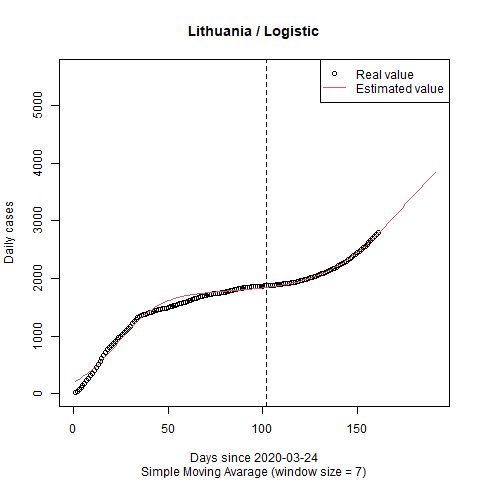 Lithuania / Logistic
Real value
Estimated value
Daily cases
0
1000
2000
3000
4000
5000
0
50
100
150
Days since 2020-03-24
Simple Moving Avarage (window size = 7)